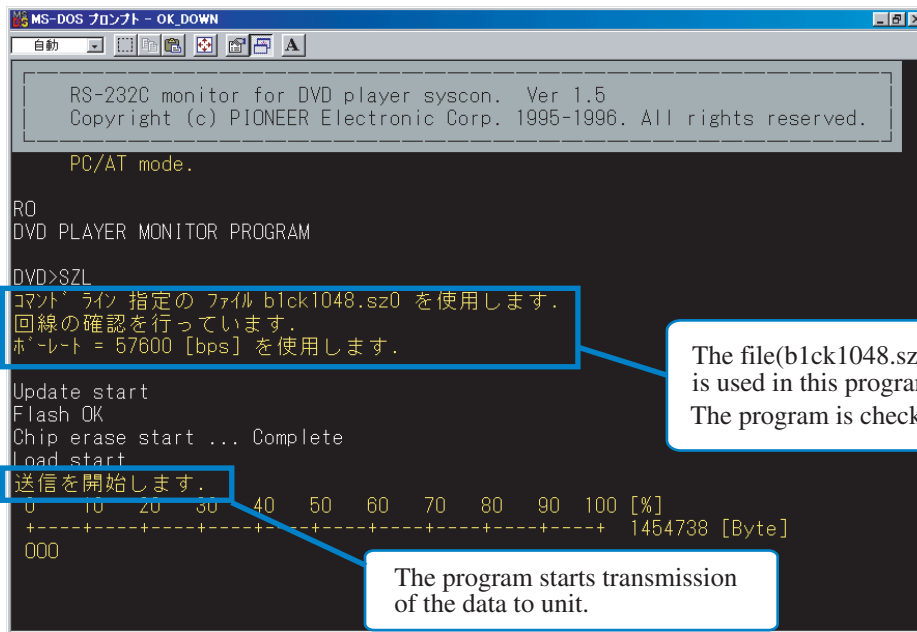 MS-DOS プロンプト - OK_DOWN
自動
A
RS-232C monitor for DVD player syscon. Ver 1.5
Copyright (c) PIONEER Electronic Corp. 1995-1996. All rights reserved.
PC/AT mode.
RO
DVD PLAYER MONITOR PROGRAM
DVD>SZL
コマンド ライン 指定の ファイル b1ck1048.sz0 を使用します.
回線の確認を行っています.
ボーレート = 57600 [bps] を使用します.
The file(b1ck1048.sz
is used in this progra
The program is check
Update start
Flash OK
Chip erase start ... Complete
Load start
送信を開始します.
0 10 20 30 40 50 60 70 80 90 100 [%]
+----+----+----+----+----+----+----+----+----+----+ 1454738 [Byte]
000
The program starts transmission
of the data to unit.